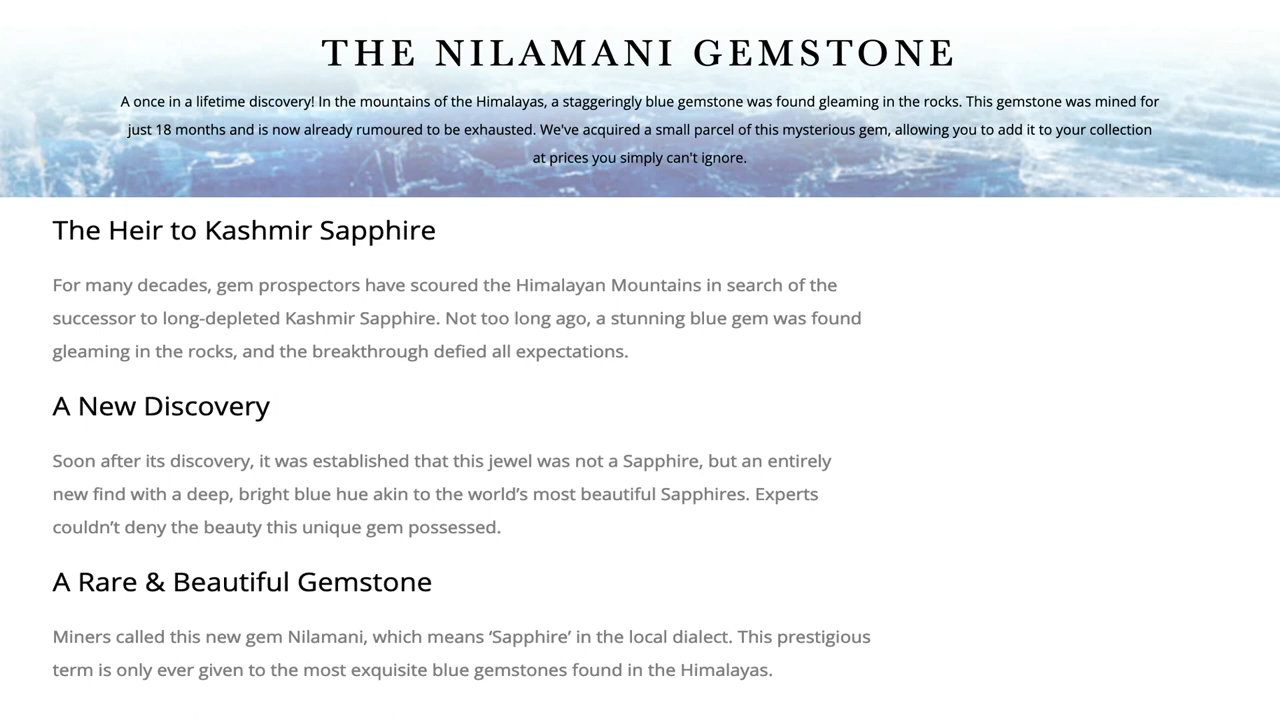 THE NILAMANI GEMSTONE
A once in a lifetime discovery! In the mountains of the Himalayas, a staggeringly blue gemstone was found gleaming in the rocks. This gemstone was mined for
just 18 months and is now already rumoured to be exhausted. We've acquired a small parcel of this mysterious gem, allowing you to add it to your collection
at prices you simply can't ignore.
The Heir to Kashmir Sapphire
For many decades, gem prospectors have scoured the Himalayan Mountains in search of the
successor to long-depleted Kashmir Sapphire. Not too long ago, a stunning blue gem was found
gleaming in the rocks, and the breakthrough defied all expectations.
A New Discovery
Soon after its discovery, it was established that this jewel was not a Sapphire, but an entirely
new find with a deep, bright blue hue akin to the world’s most beautiful Sapphires. Experts
couldn’t deny the beauty this unique gem possessed.
A Rare & Beautiful Gemstone
Miners called this new gem Nilamani, which means ‘Sapphire’ in the local dialect. This prestigious
term is only ever given to the most exquisite blue gemstones found in the Himalayas.